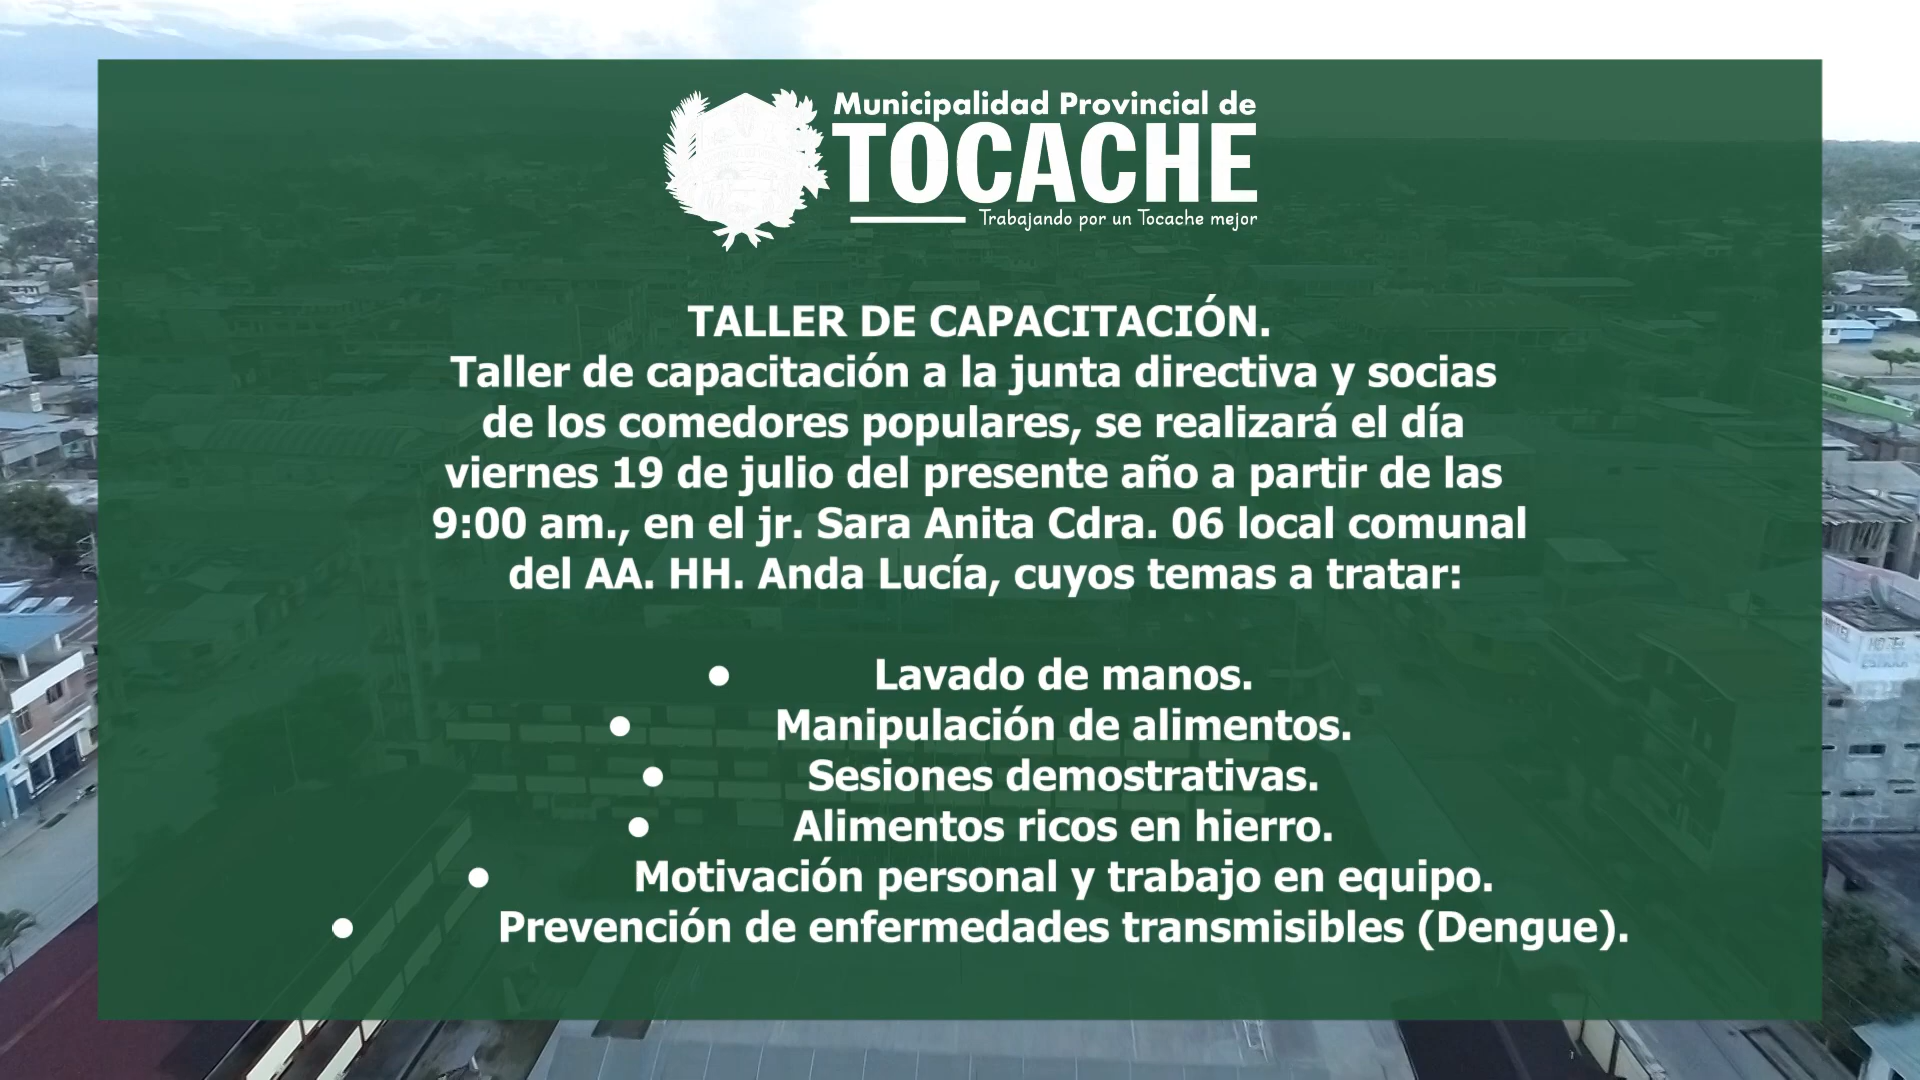 Municipalidad Provincial de
TOCACHE
Trabajando por un Tocache mejor
TALLER DE CAPACITACIÓN.
Taller de capacitación a la junta directiva y socias
de los comedores populares, se realizará el día
viernes 19 de julio del presente año a partir de las
9:00 am., en el jr. Sara Anita Cdra. 06 local comunal
del AA. HH. Anda Lucía, cuyos temas a tratar:
● Lavado de manos.
● Manipulación de alimentos.
● Sesiones demostrativas.
● Alimentos ricos en hierro.
● Motivación personal y trabajo en equipo.
● Prevención de enfermedades transmisibles (Dengue).